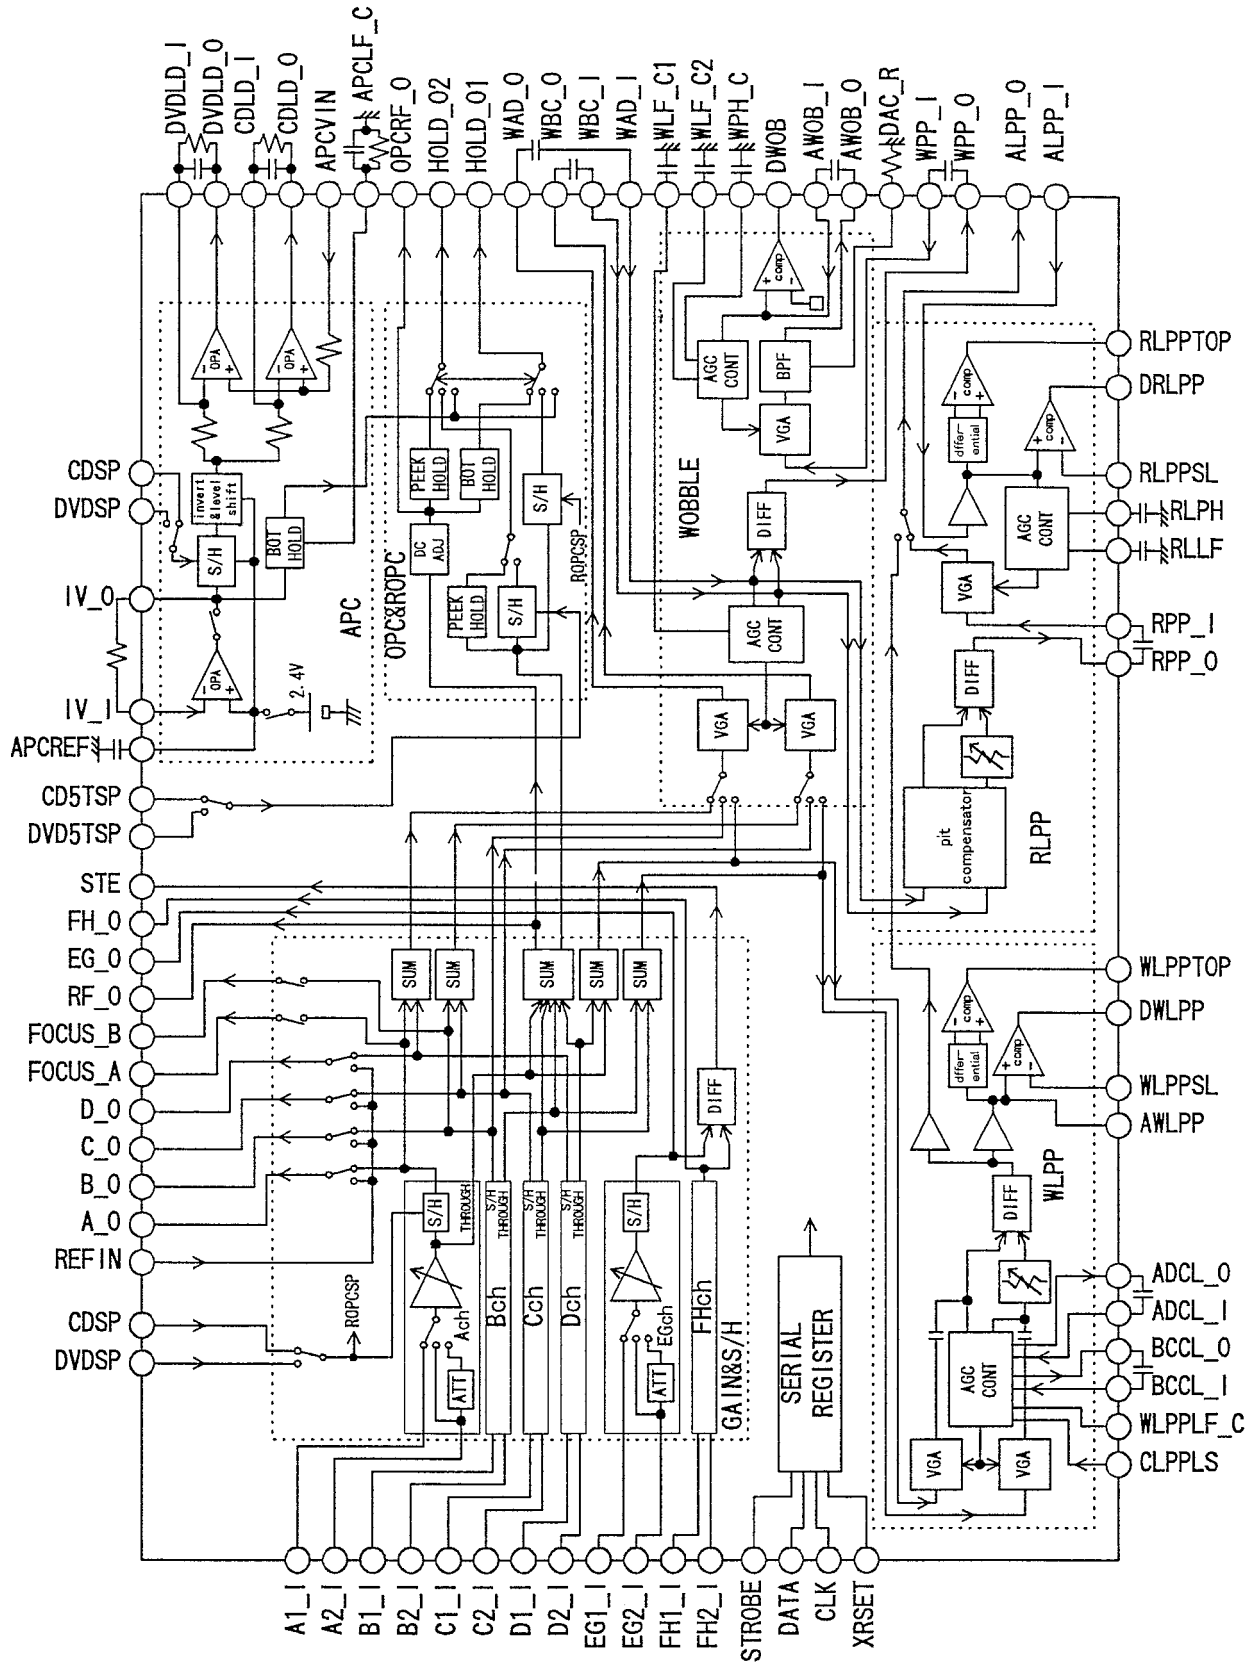 DVDLD_I
DVDLD_O
CDLD_I
CDLD_O
APCVIN
APCLF_C
OPCRF_O
HOLD_O2
HOLD_O1
WAD_O
WBC_O
WBC_I
WAD_I
WLF_C1
WLF_C2
WPH_C
DWOB
AWOB_I
AWOB_O
DAC_R
WPP_I
WPP_O
ALPP_O
ALPP_I
CDSP
DVDSP
IV_O
IV_I
APCREF
CD5TSP
DVD5TSP
STE
FH_O
EG_O
RF_O
FOCUS_B
FOCUS_A
D_O
C_O
B_O
A_O
REFIN
CDSP
DVDSP
RLPPTOP
DRLPP
RLPPSL
RLPH
RLLF
RPP_I
RPP_O
WLPPTOP
DWLPP
WLPPSL
AWLPP
ADCL_O
ADCL_I
BCCL_O
BCCL_I
WLPPLF_C
CLPPLS
A1_I
A2_I
B1_I
B2_I
C1_I
C2_I
D1_I
D2_I
EG1_I
EG2_I
FH1_I
FH2_I
STROBE
DATA
CLK
XRSET
- OPA +
- OPA +
invert
&level
shift
S/H
BOT
HOLD
- OPA +
2.4V
APC
OPC&ROPC
PEEK
HOLD
BOT
HOLD
DC
ADJ
S/H
ROPCSP
PEEK
HOLD
S/H
WOBBLE
+ comp -
AGC
CONT
BPF
VGA
DIFF
AGC
CONT
VGA
VGA
- comp +
dffer-
ential
+ comp -
AGC
CONT
VGA
DIFF
pit
compensator
RLPP
SUM
SUM
SUM
SUM
SUM
DIFF
S/H
THROUGH
Ach
ATT
S/H
THROUGH
Bch
S/H
THROUGH
Cch
S/H
THROUGH
Dch
S/H
EGch
ATT
FHch
GAIN&S/H
ROPCSP
SERIAL
REGISTER
- comp +
dffer-
ential
+ comp -
WLPP
DIFF
AGC
CONT
VGA
VGA